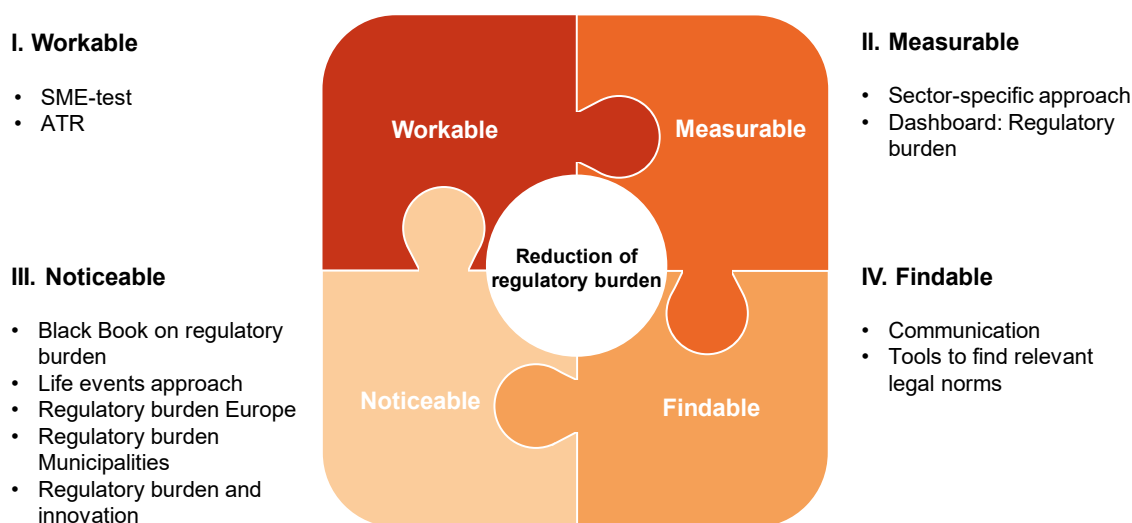 I. Workable
• SME-test
• ATR
II. Measurable
• Sector-specific approach
• Dashboard: Regulatory
burden
Workable
Measurable
Reduction of
regulatory burden
Noticeable
Findable
III. Noticeable
• Black Book on regulatory
burden
• Life events approach
• Regulatory burden Europe
• Regulatory burden
Municipalities
• Regulatory burden and
innovation
IV. Findable
• Communication
• Tools to find relevant
legal norms